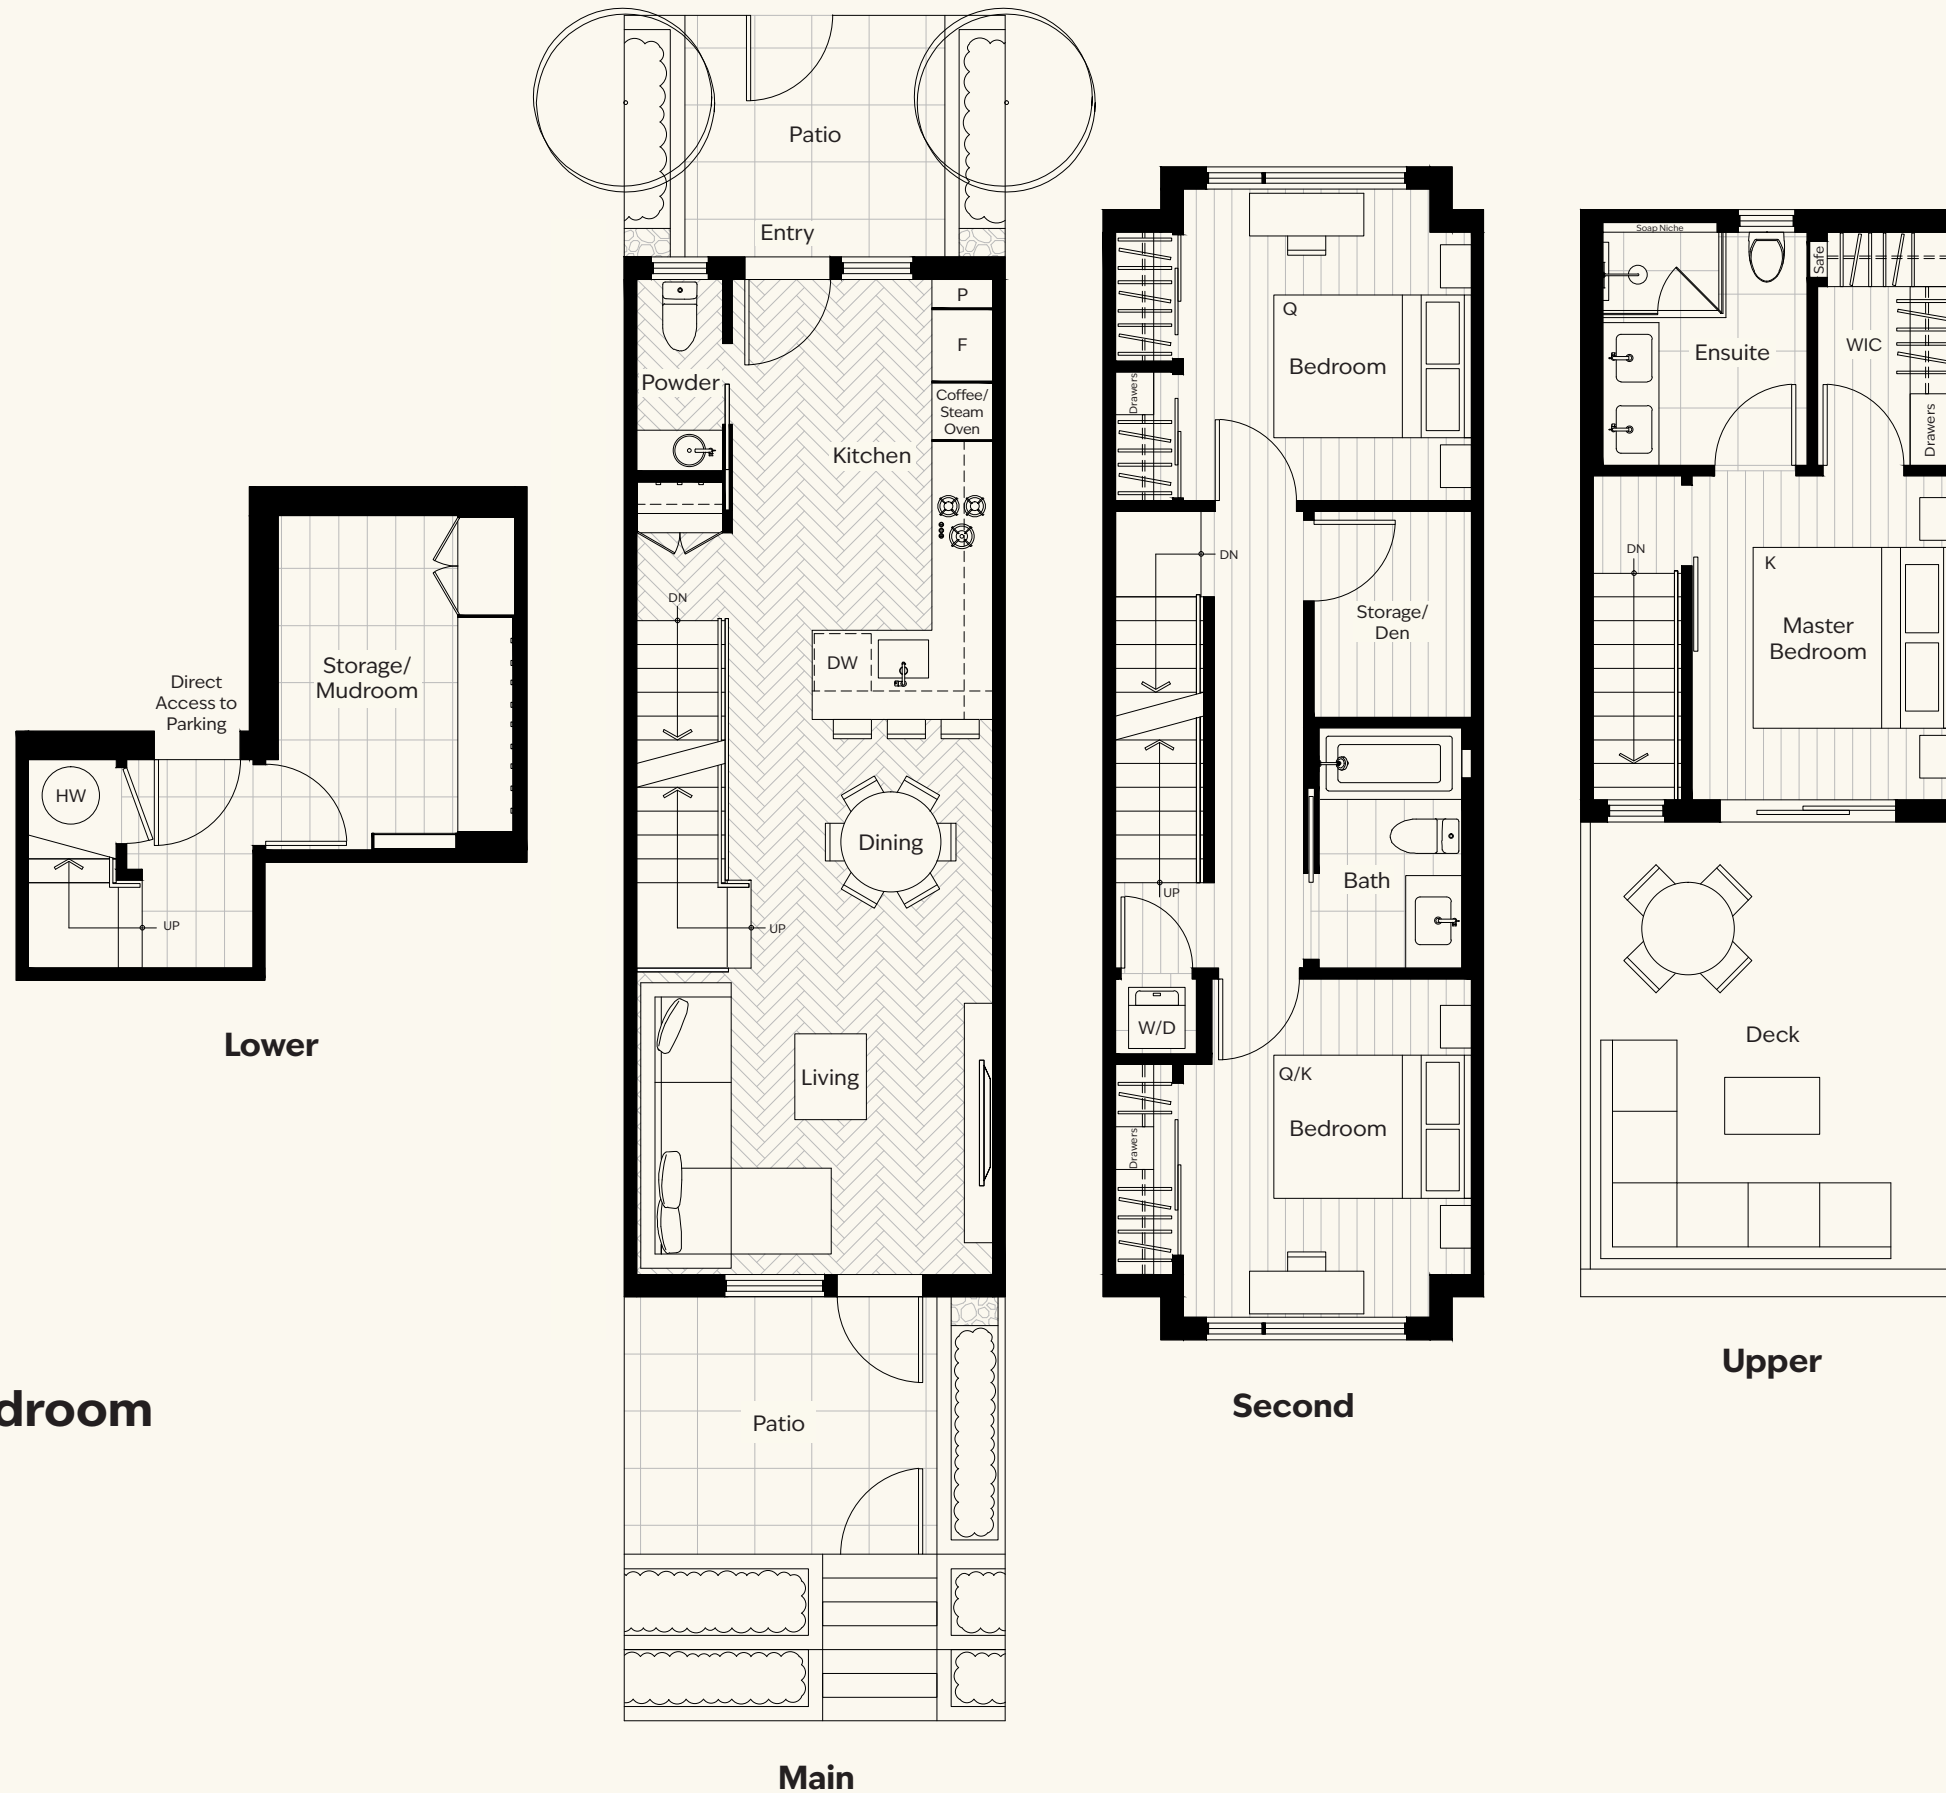 Direct
Access to
Parking
Storage/
Mudroom
HW
UP
Lower
droom
Patio
Entry
P
F
Coffee/
Steam
Oven
Powder
Kitchen
DN
DW
Dining
UP
Living
Patio
Main
Q
Bedroom
Drawers
DN
Storage/
Den
Bath
UP
W/D
Q/K
Bedroom
Drawers
Second
Soap Niche
Safe
Ensuite
WIC
Drawers
DN
K
Master
Bedroom
Deck
Upper